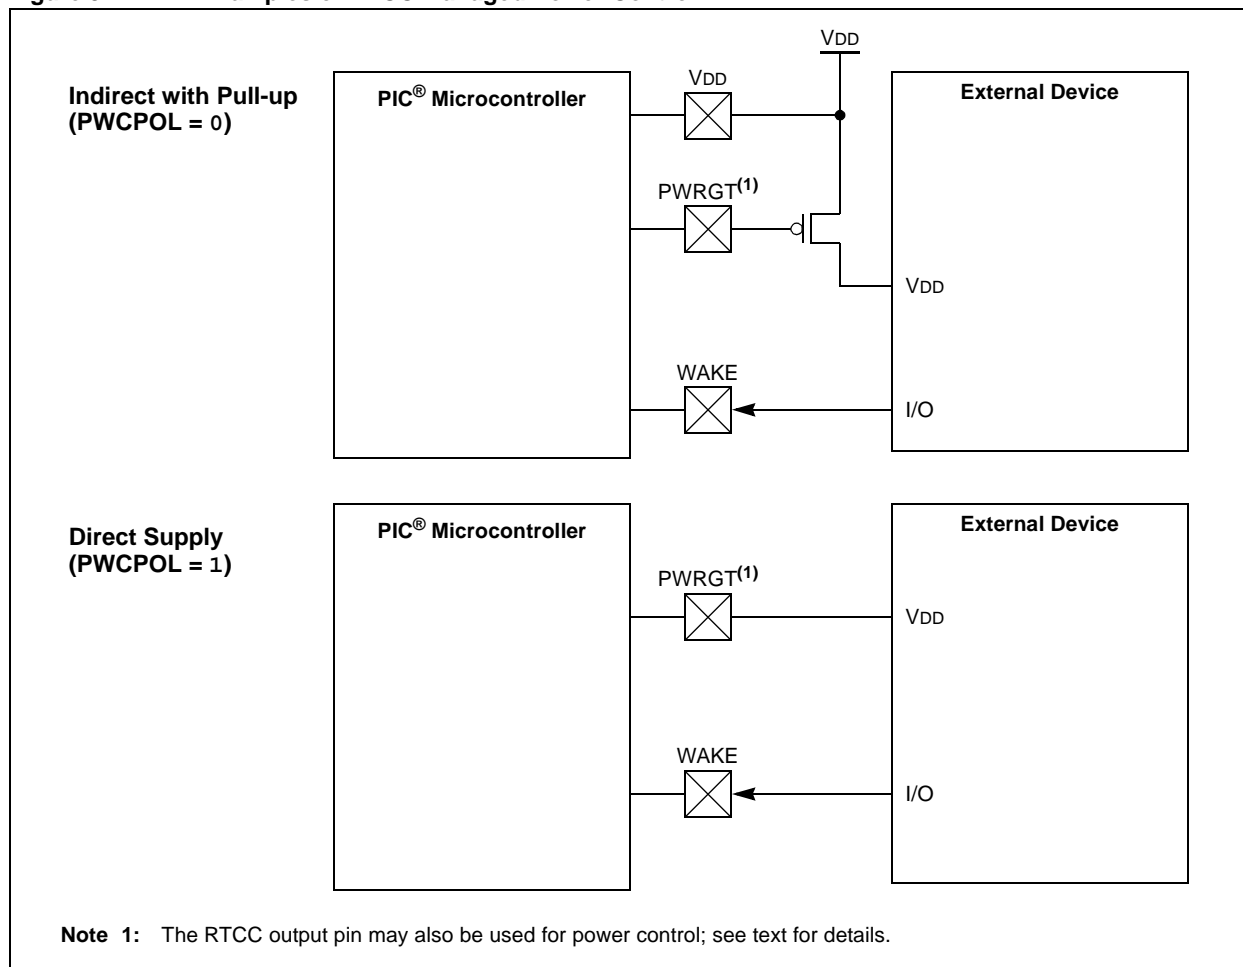 VDD
Indirect with Pull-up
(PWCPOL = 0)
PIC® Microcontroller
VDD
External Device
PWRGT(1)
VDD
WAKE
I/O
Direct Supply
(PWCPOL = 1)
PIC® Microcontroller
External Device
PWRGT(1)
VDD
WAKE
I/O
Note 1: The RTCC output pin may also be used for power control; see text for details.